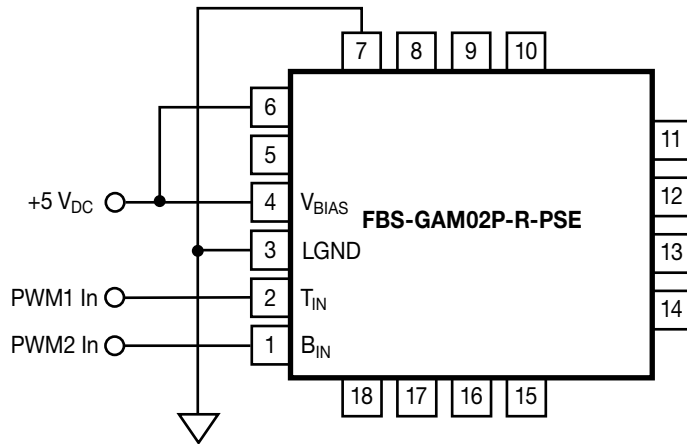 7 8 9 10
6
5
11
+5 V_DC 4 V_BIAS 12
FBS-GAM02P-R-PSE
3 LGND 13
PWM1 In 2 T_IN 14
PWM2 In 1 B_IN
18 17 16 15